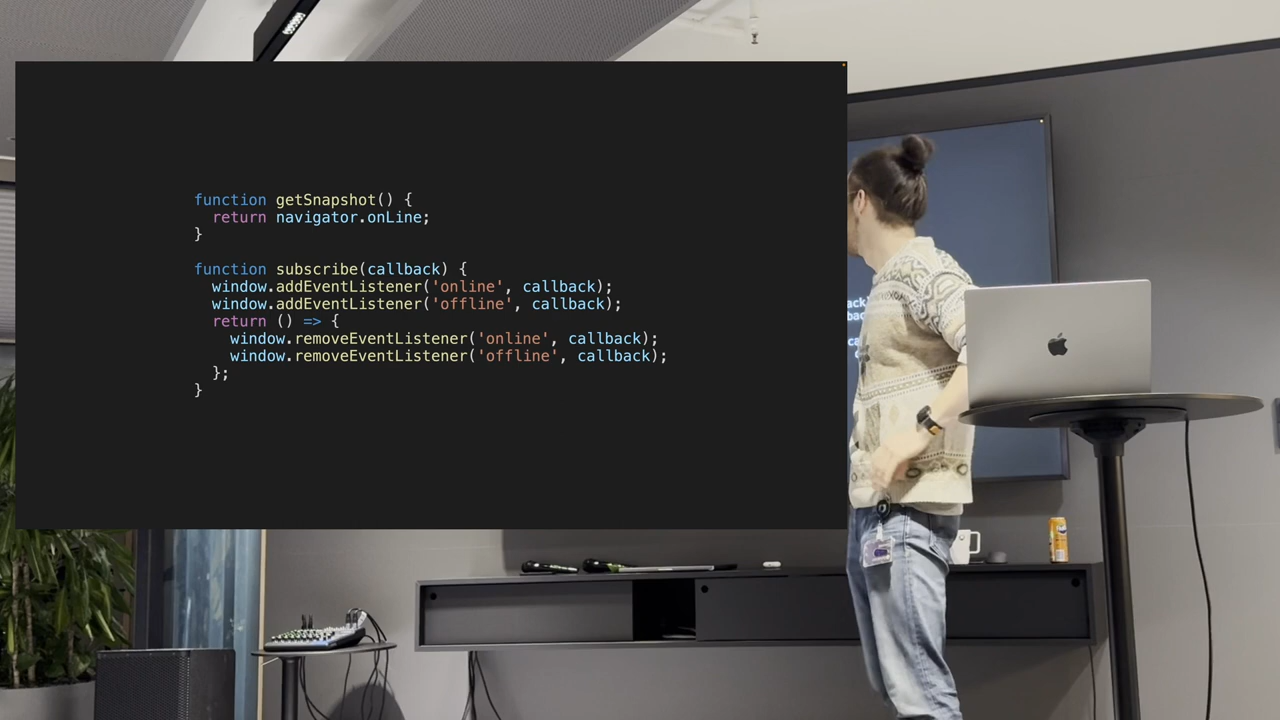 function getSnapshot() {
  return navigator.onLine;
}

function subscribe(callback) {
  window.addEventListener('online', callback);
  window.addEventListener('offline', callback);
  return () => {
    window.removeEventListener('online', callback);
    window.removeEventListener('offline', callback);
  };
}